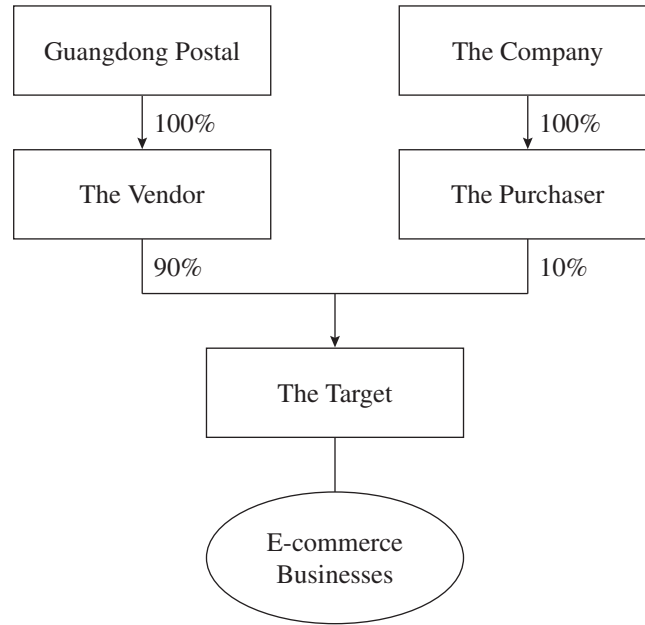 Guangdong Postal
The Company
100%
100%
The Vendor
The Purchaser
90%
10%
The Target
E-commerce
Businesses